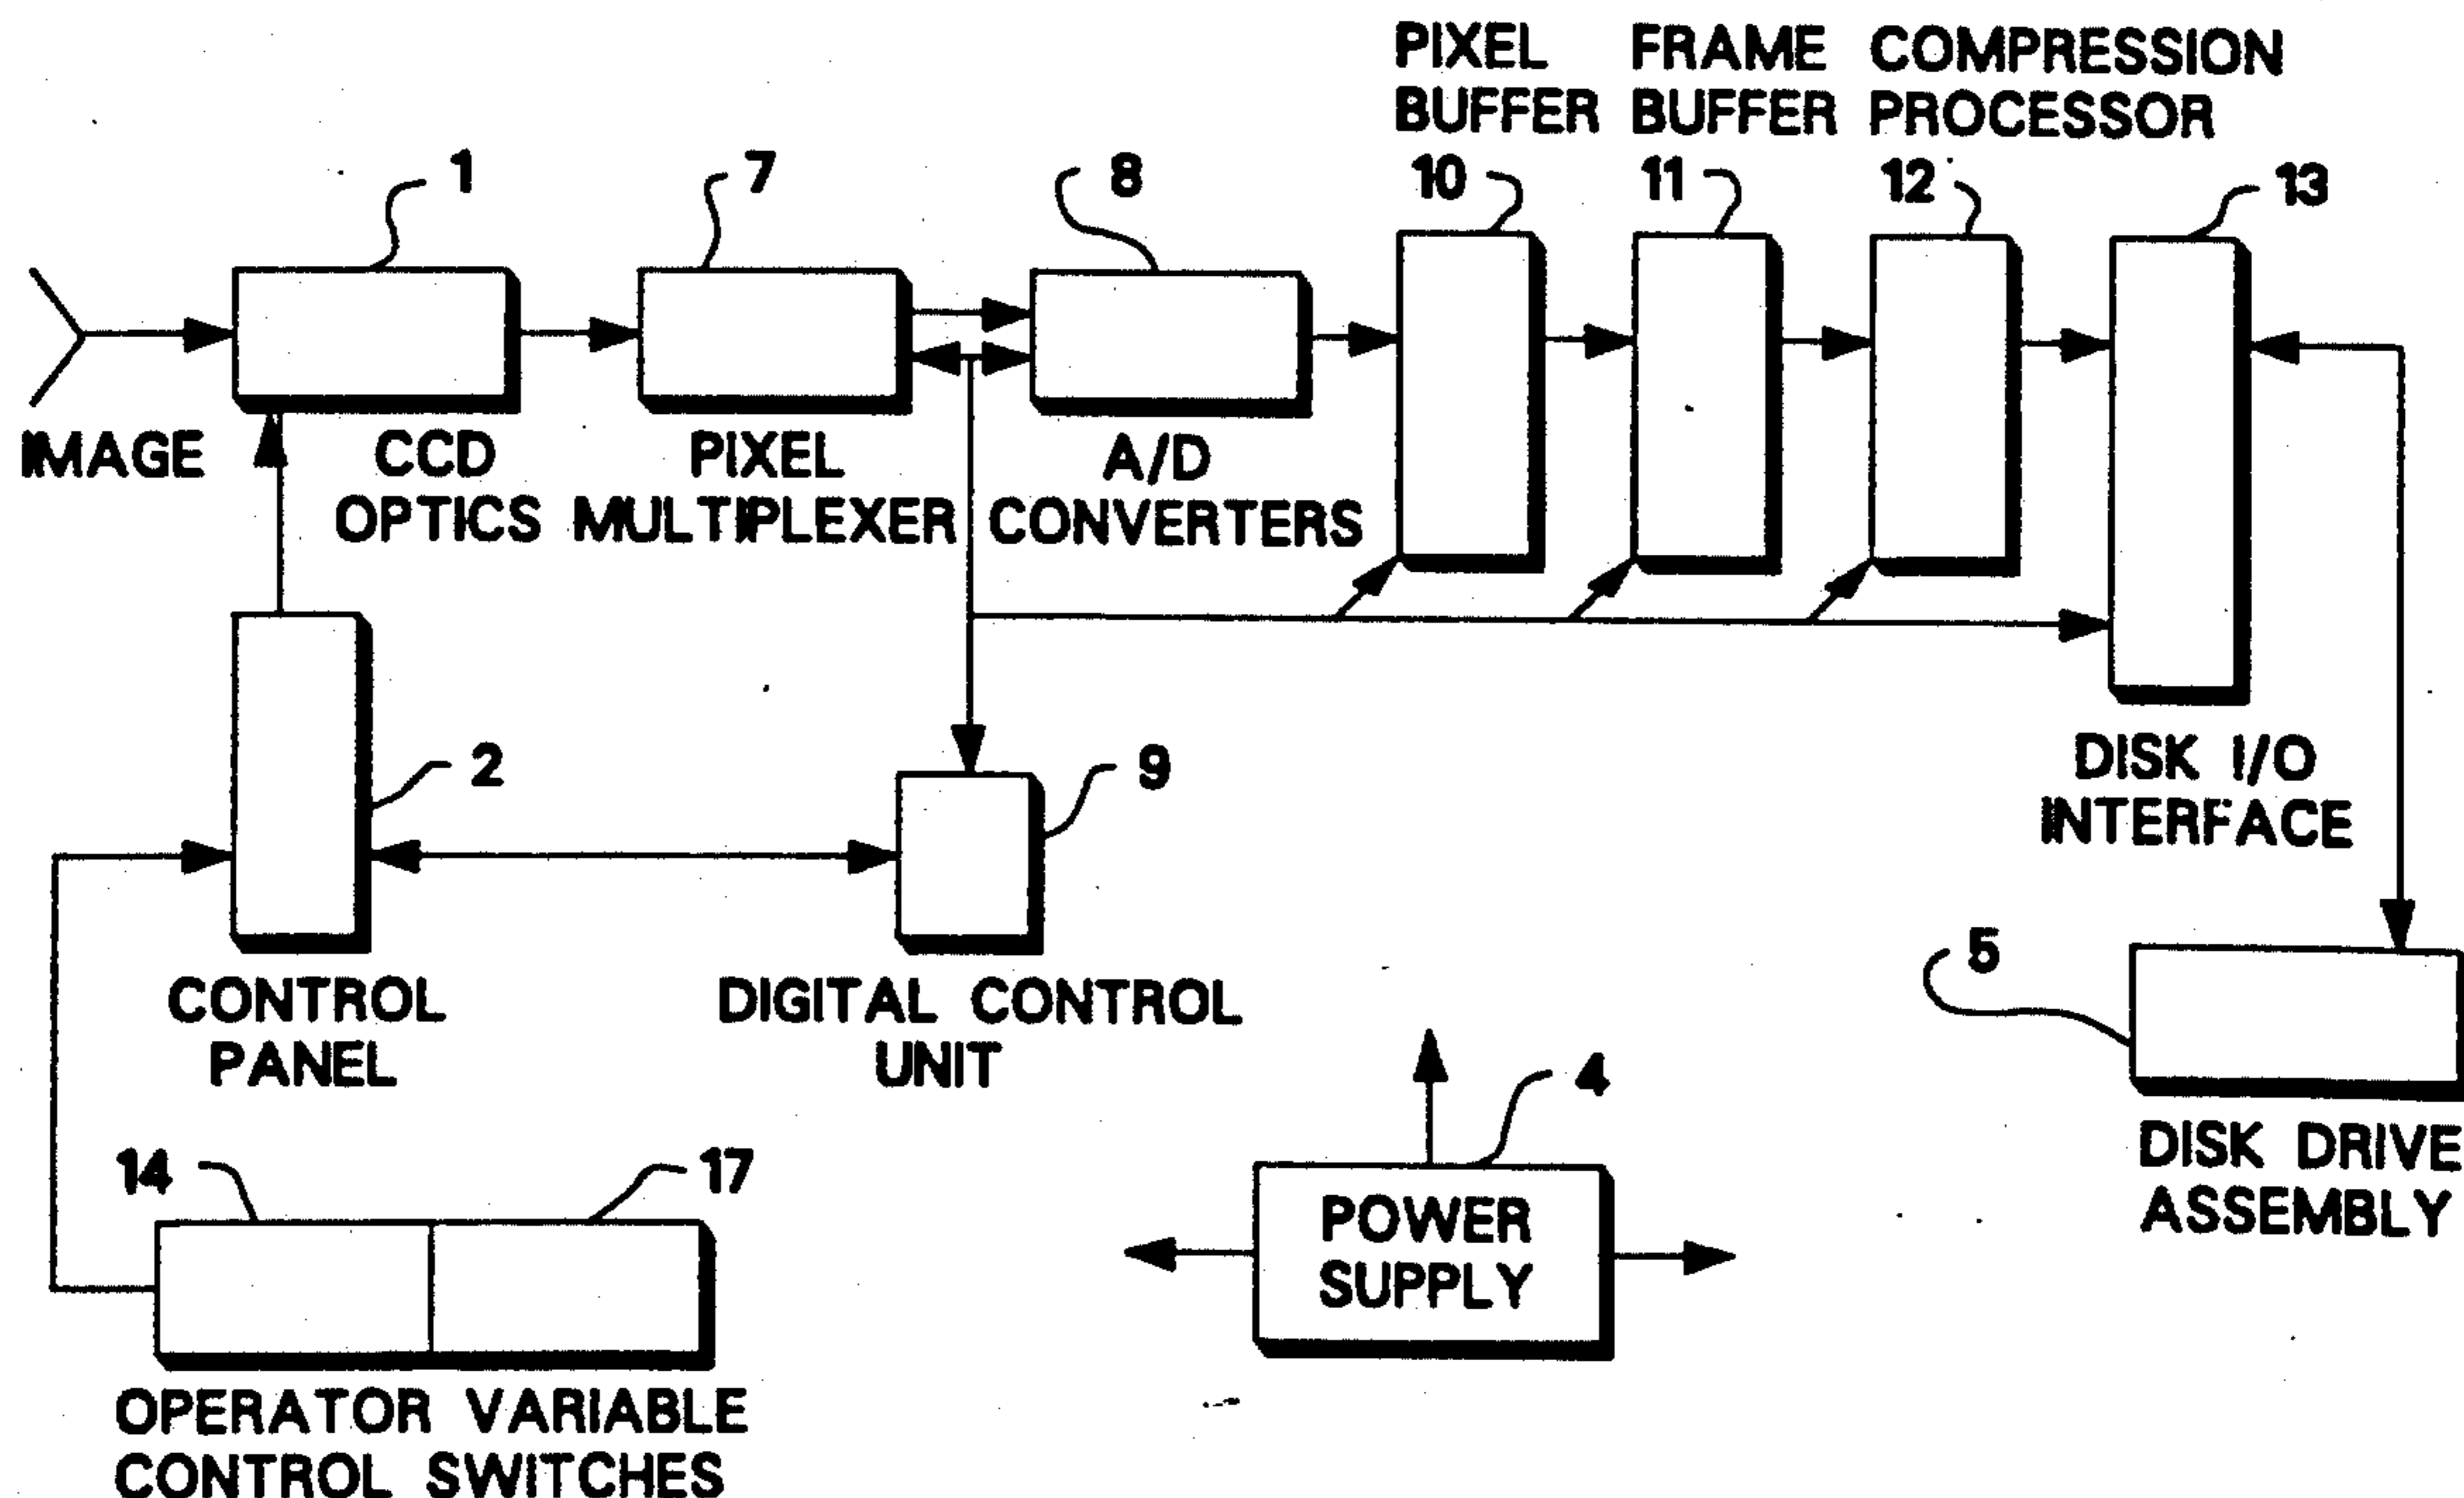 PIXEL FRAME COMPRESSION
BUFFER BUFFER PROCESSOR
1 7 8 10 11 12 13
IMAGE
CCD
OPTICS
PIXEL
MULTIPLEXER
A/D
CONVERTERS
2
9
DISK I/O
INTERFACE
CONTROL
PANEL
DIGITAL CONTROL
UNIT
5
4
DISK DRIVE
ASSEMBLY
14 17
POWER
SUPPLY
OPERATOR VARIABLE
CONTROL SWITCHES